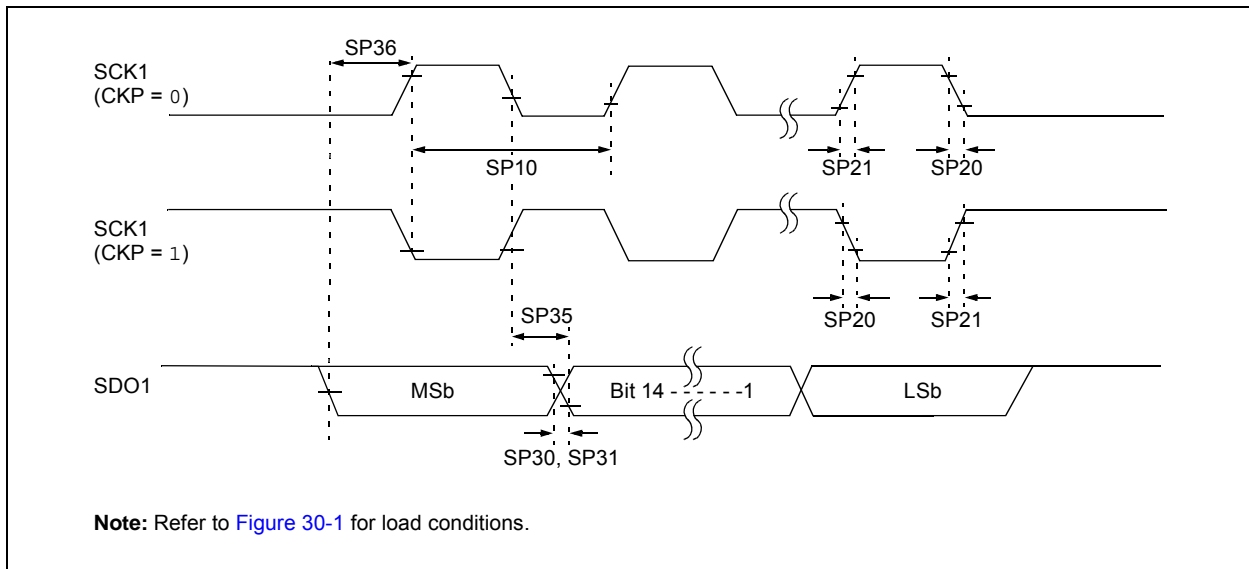 SP36
SCK1
(CKP = 0)
SP10
SP21
SP20
SCK1
(CKP = 1)
SP35
SP20
SP21
SDO1
MSb
Bit 14 - - - - - -1
LSb
SP30, SP31
Note: Refer to Figure 30-1 for load conditions.